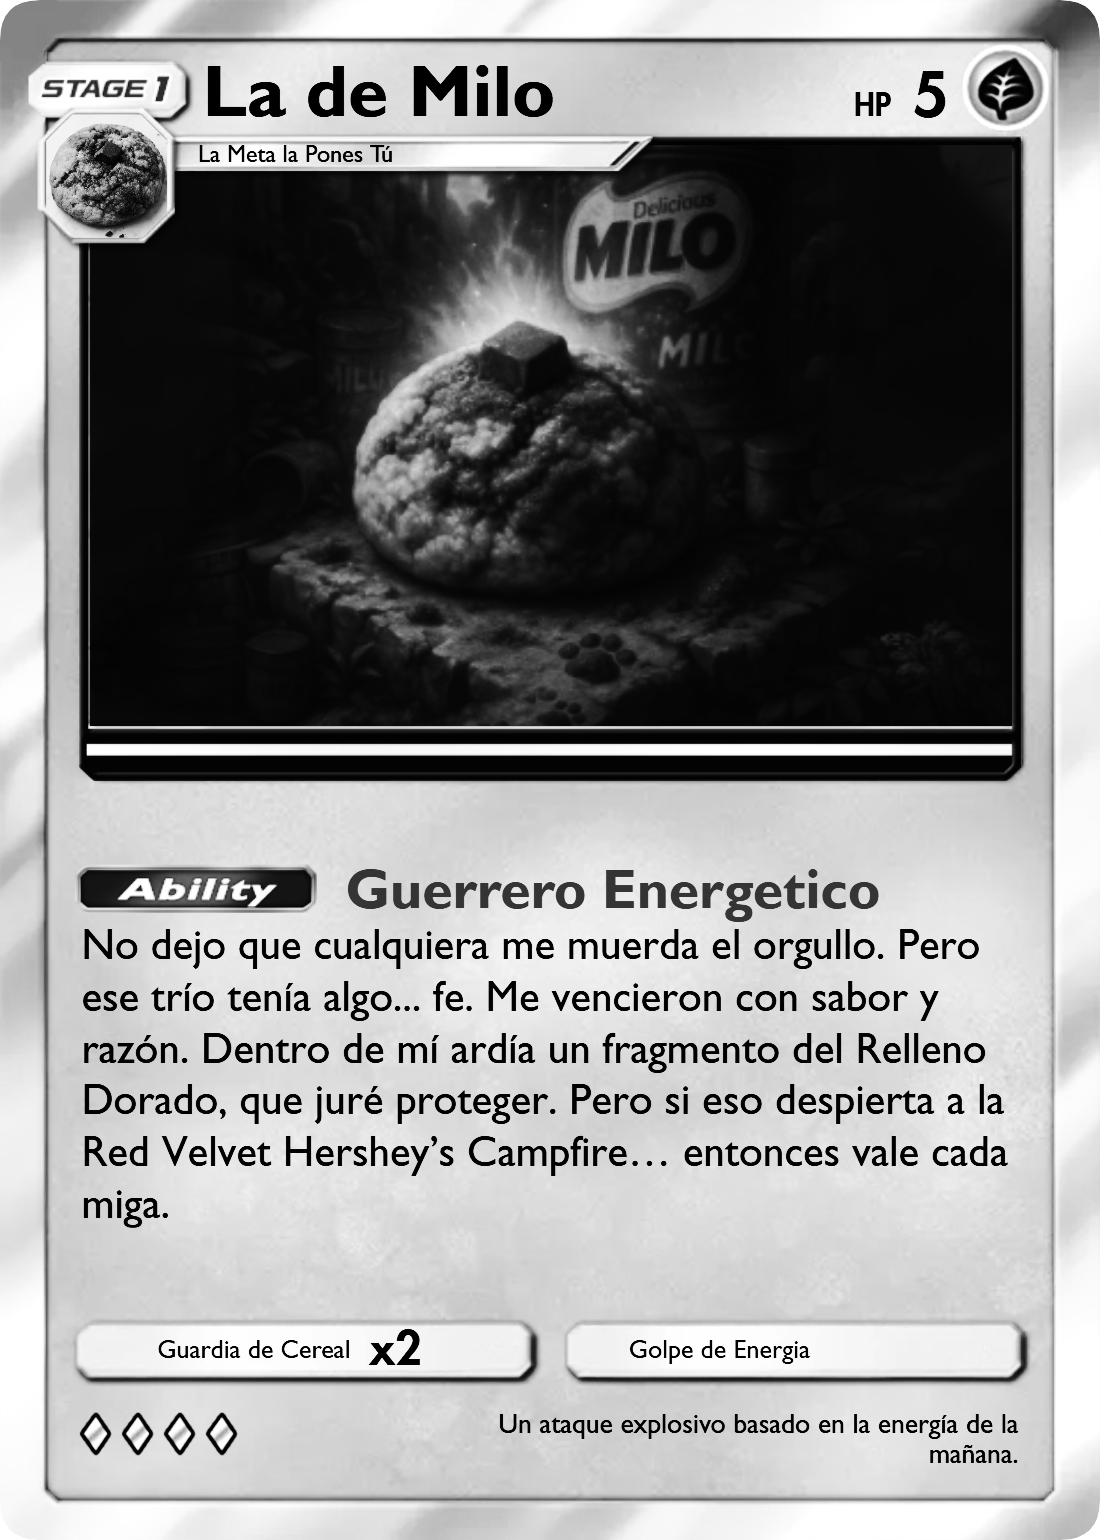 STAGE 1
La de Milo
HP 5
La Meta la Pones Tú
Delicious
MILO
MILO
Ability
Guerrero Energetico
No dejo que cualquiera me muerda el orgullo. Pero
ese trío tenía algo... fe. Me vencieron con sabor y
razón. Dentro de mí ardía un fragmento del Relleno
Dorado, que juré proteger. Pero si eso despierta a la
Red Velvet Hershey’s Campfire… entonces vale cada
miga.
Guardia de Cereal x2
Golpe de Energia
Un ataque explosivo basado en la energía de la
mañana.